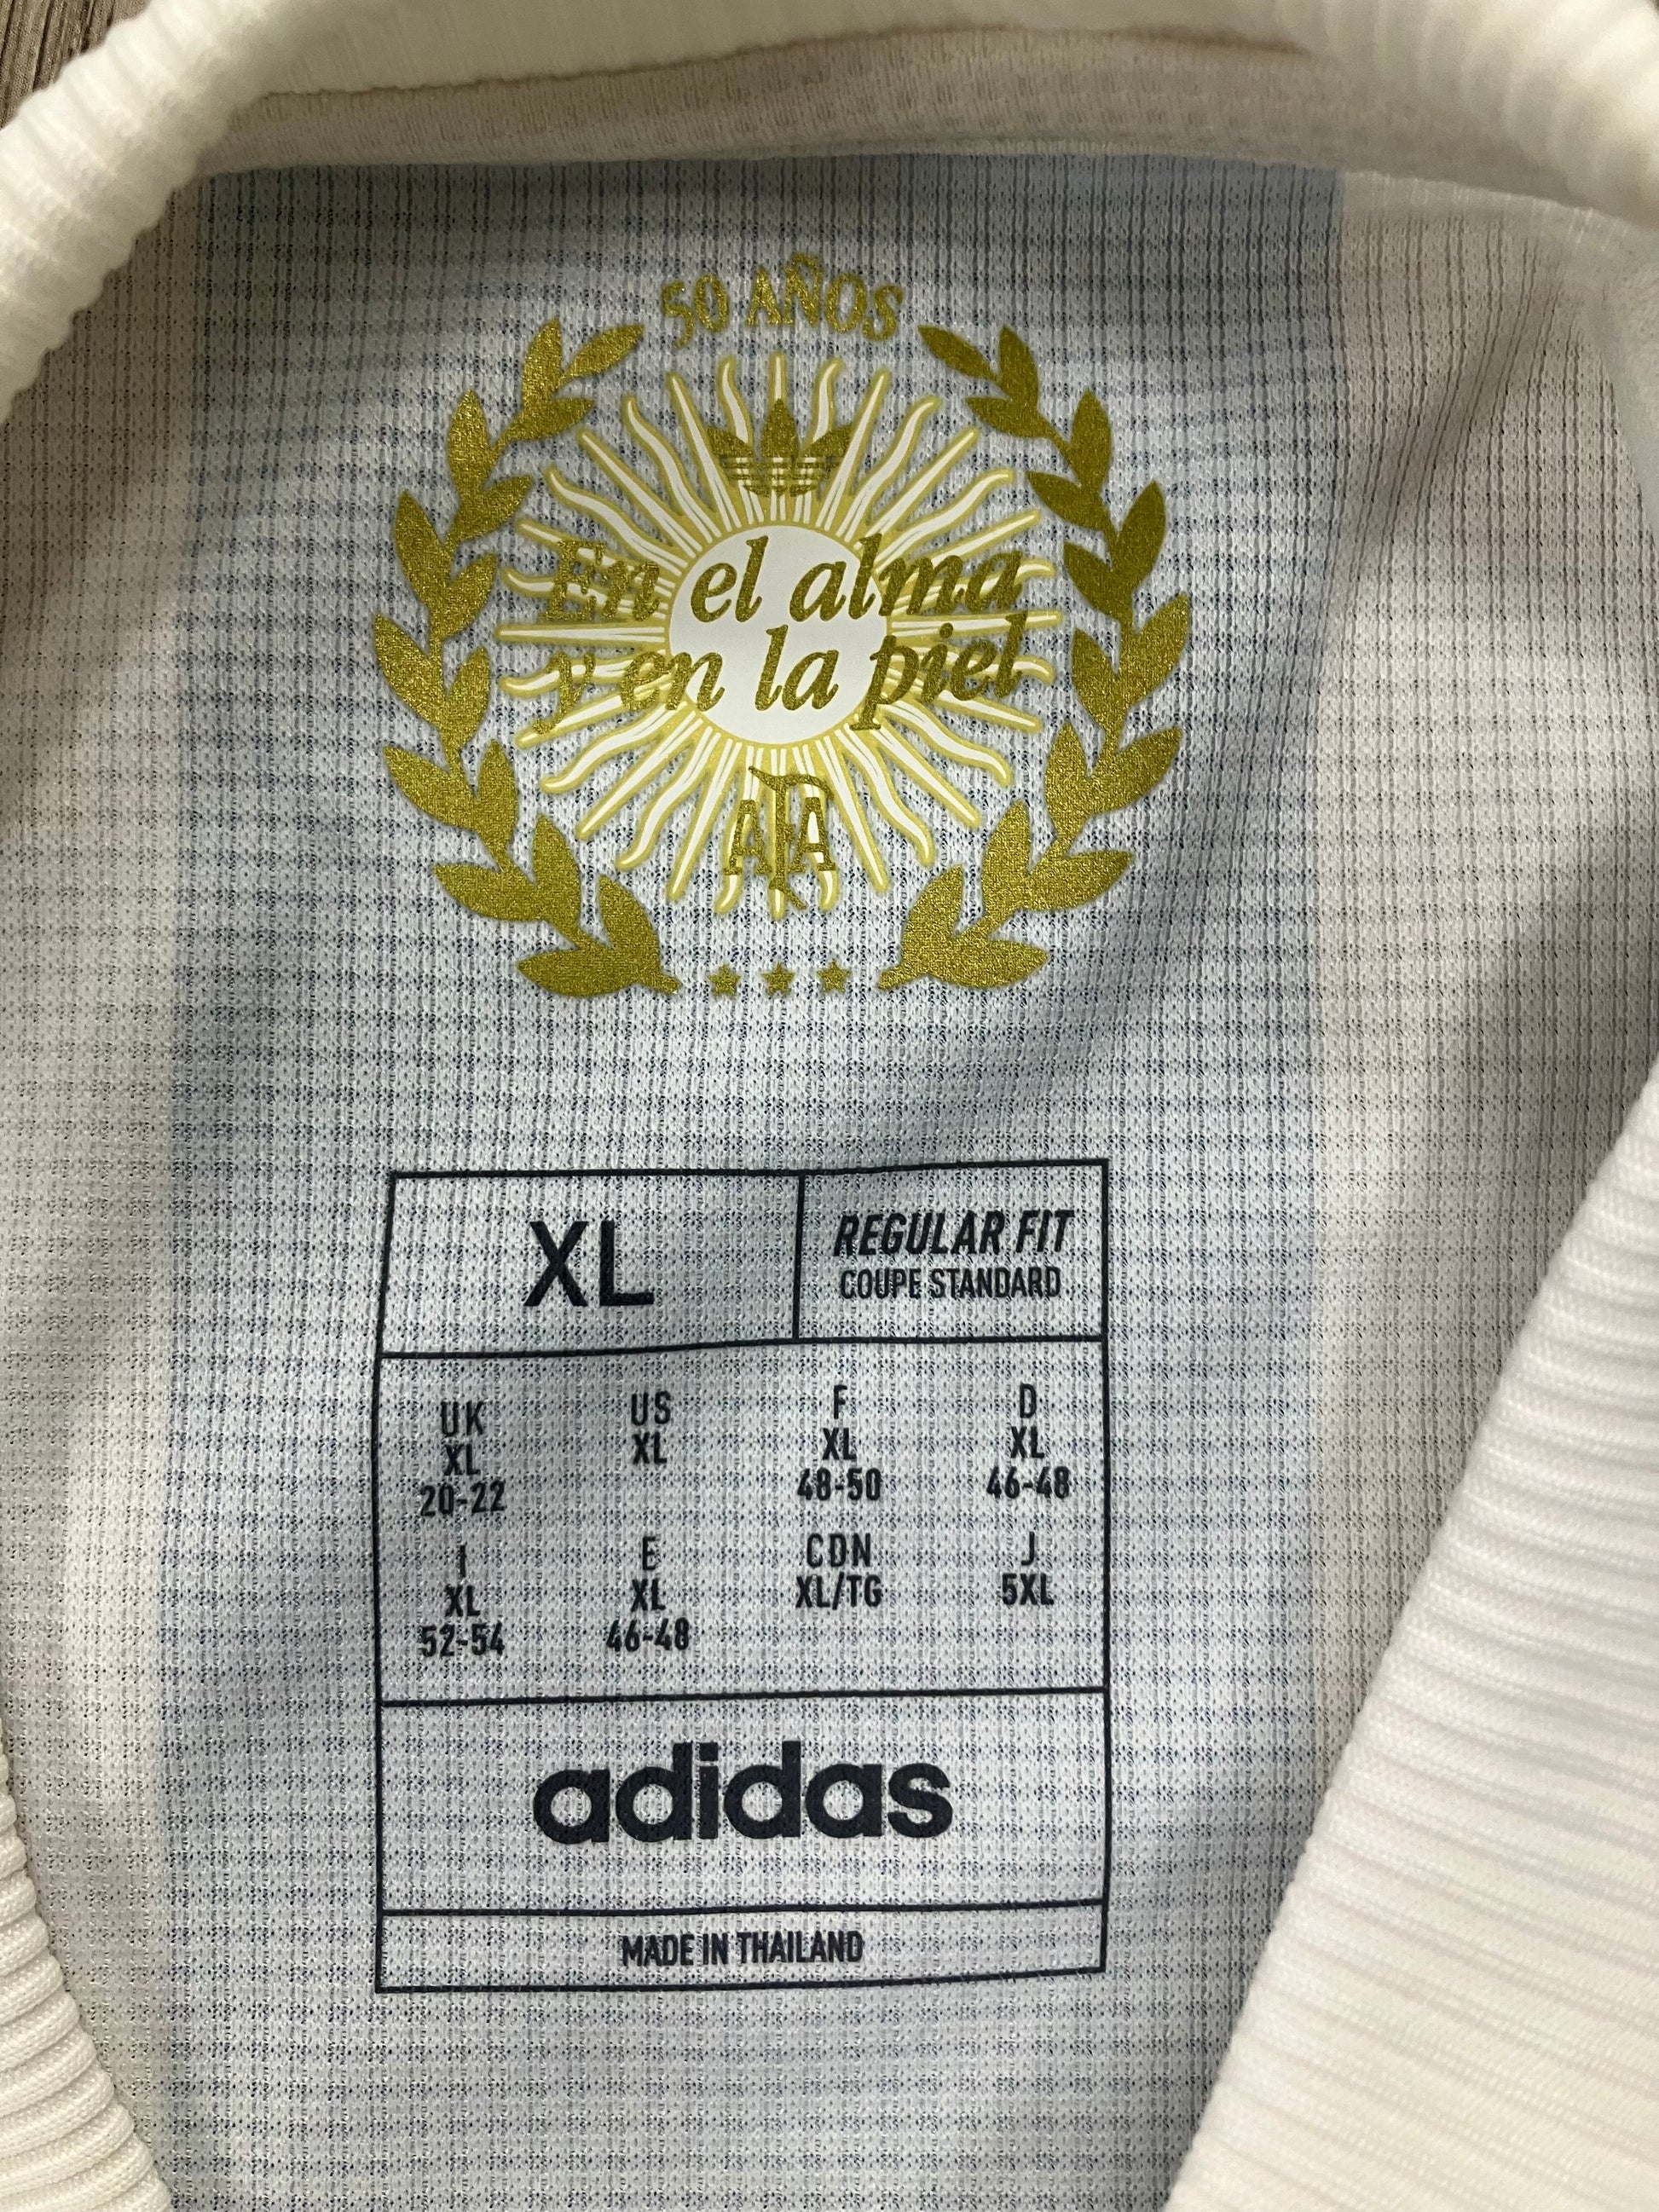 50 AÑOS
En el alma
y en la piel
AFA
XL
REGULAR FIT
COUPE STANDARD
UK
XL
20-22
US
XL
F
XL
48-50
D
XL
46-48
I
XL
52-54
E
XL
46-48
CDN
XL/TG
J
5XL
adidas
MADE IN THAILAND